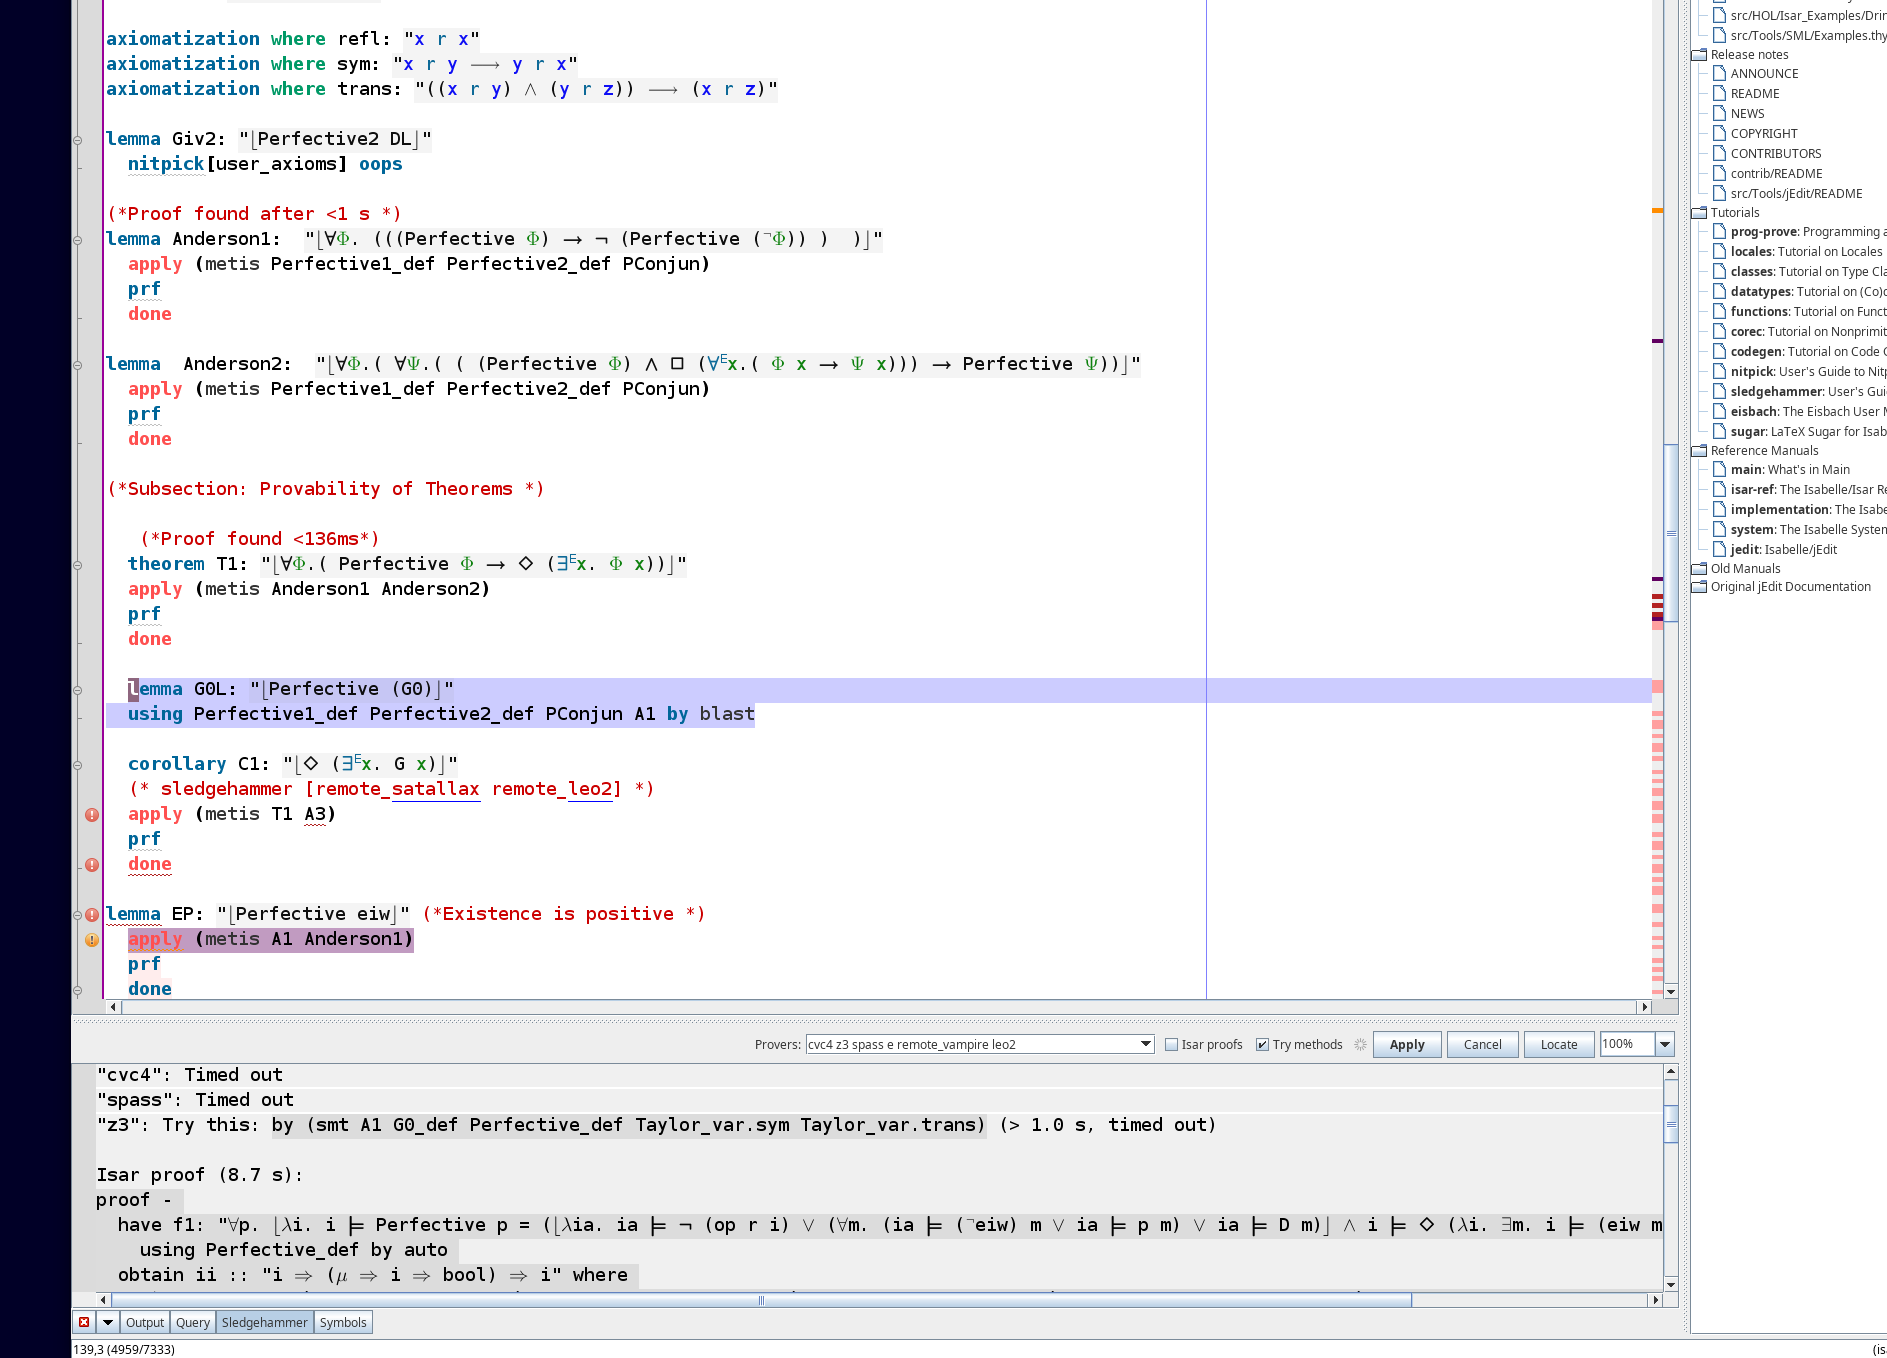 axiomatization where refl: "x r x"
axiomatization where sym: "x r y ⟶ y r x"
axiomatization where trans: "((x r y) ∧ (y r z)) ⟶ (x r z)"
lemma Giv2: "⌊Perfective2 DL⌋"
nitpick[user_axioms] oops
(*Proof found after <1 s *)
lemma Anderson1: "⌊∀Φ. (((Perfective Φ) → ¬ (Perfective (¬Φ)) ) )⌋"
apply (metis Perfective1_def Perfective2_def PConjun)
prf
done
lemma Anderson2: "⌊∀Φ.( ∀Ψ.( ( (Perfective Φ) ∧ □ (∀ᴱx.( Φ x → Ψ x))) → Perfective Ψ))⌋"
apply (metis Perfective1_def Perfective2_def PConjun)
prf
done
(*Subsection: Provability of Theorems *)
(*Proof found <136ms*)
theorem T1: "⌊∀Φ.( Perfective Φ → ◇ (∃ᴱx. Φ x))⌋"
apply (metis Anderson1 Anderson2)
prf
done
lemma G0L: "⌊Perfective (G0)⌋"
using Perfective1_def Perfective2_def PConjun A1 by blast
corollary C1: "⌊◇ (∃ᴱx. G x)⌋"
(* sledgehammer [remote_satallax remote_leo2] *)
apply (metis T1 A3)
prf
done
lemma EP: "⌊Perfective eiw⌋" (*Existence is positive *)
apply (metis A1 Anderson1)
prf
done
Provers: cvc4 z3 spass e remote_vampire leo2 Isar proofs Try methods Apply Cancel Locate 100%
"cvc4": Timed out
"spass": Timed out
"z3": Try this: by (smt A1 G0_def Perfective_def Taylor_var.sym Taylor_var.trans) (> 1.0 s, timed out)
Isar proof (8.7 s):
proof -
have f1: "∀p. ⌊λi. i ⊨ Perfective p = (⌊λia. ia ⊨ ¬ (op r i) ∨ (∀m. (ia ⊨ (¬eiw) m ∨ ia ⊨ p m) ∨ ia ⊨ D m)⌋ ∧ i ⊨ ◇ (λi. ∃m. i ⊨ (eiw m
using Perfective_def by auto
obtain ii :: "i ⇒ (μ ⇒ i ⇒ bool) ⇒ i" where
Output Query Sledgehammer Symbols
139,3 (4959/7333)
(is
src/HOL/Isar_Examples/Drin
src/Tools/SML/Examples.thy
Release notes
ANNOUNCE
README
NEWS
COPYRIGHT
CONTRIBUTORS
contrib/README
src/Tools/jEdit/README
Tutorials
prog-prove: Programming a
locales: Tutorial on Locales
classes: Tutorial on Type Cla
datatypes: Tutorial on (Co)d
functions: Tutorial on Funct
corec: Tutorial on Nonprimit
codegen: Tutorial on Code G
nitpick: User's Guide to Nitp
sledgehammer: User's Gui
eisbach: The Eisbach User M
sugar: LaTeX Sugar for Isab
Reference Manuals
main: What's in Main
isar-ref: The Isabelle/Isar Re
implementation: The Isabe
system: The Isabelle System
jedit: Isabelle/jEdit
Old Manuals
Original jEdit Documentation